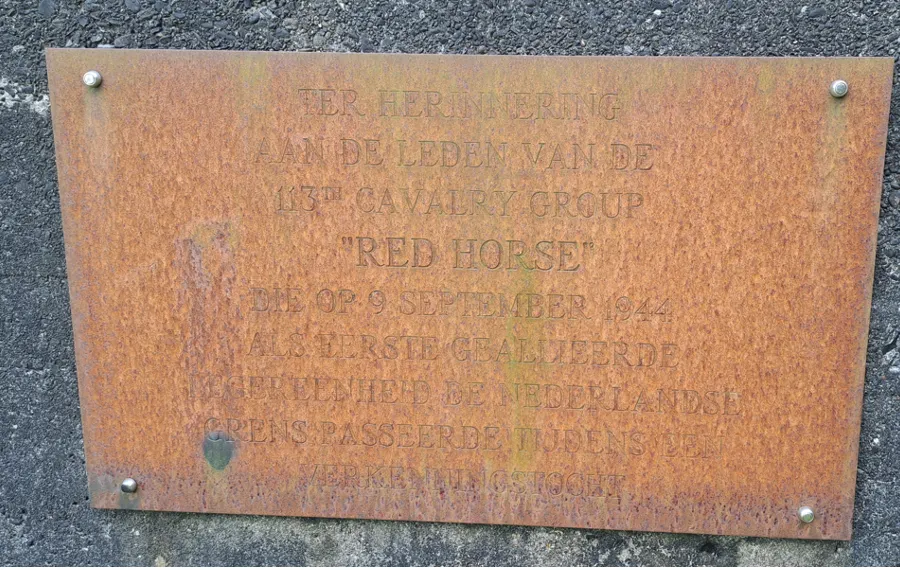 TER HERINNERING
AAN DE LEDEN VAN DE
113TH CAVALRY GROUP
"RED HORSE"
DIE OP 9 SEPTEMBER 1944
ALS EERSTE GEALLIEERDE
LEGEREENHEID DE NEDERLANDSE
GRENS PASSEERDE TIJDENS EEN
VERKENNINGSTOCHT